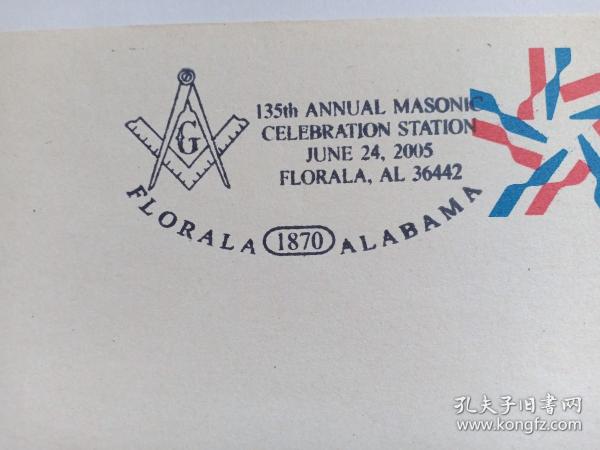 135th ANNUAL MASONIC
CELEBRATION STATION
JUNE 24, 2005
FLORALA, AL 36442
G
FLORALA 1870 ALABAMA
孔夫子旧书网
www.kongfz.com